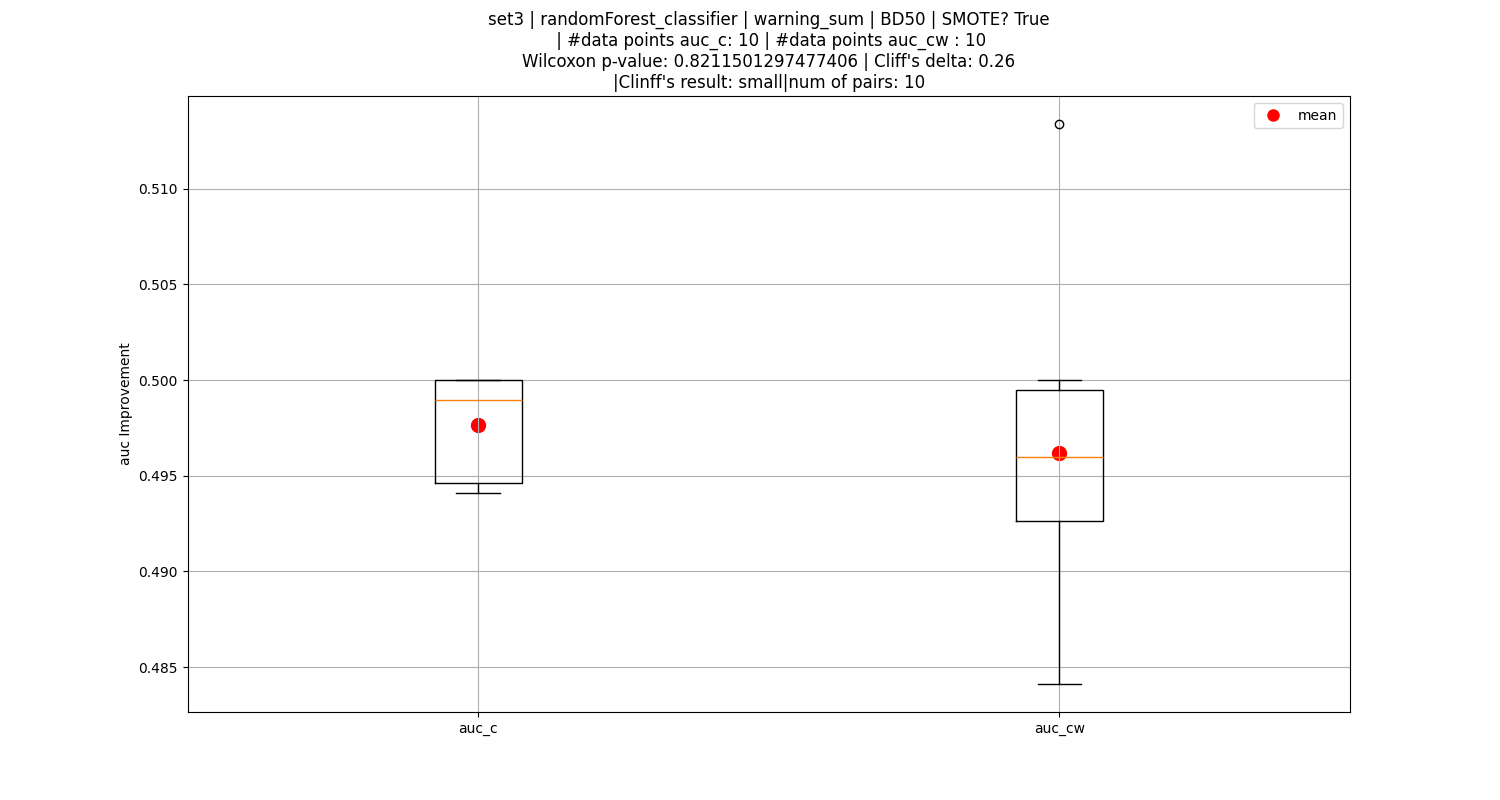 set3 | randomForest_classifier | warning_sum | BD50 | SMOTE? True
| #data points auc_c: 10 | #data points auc_cw : 10
Wilcoxon p-value: 0.8211501297477406 | Cliff's delta: 0.26
|Clinff's result: small|num of pairs: 10
mean
0.510
0.505
0.500
0.495
0.490
0.485
auc Improvement
auc_c
auc_cw